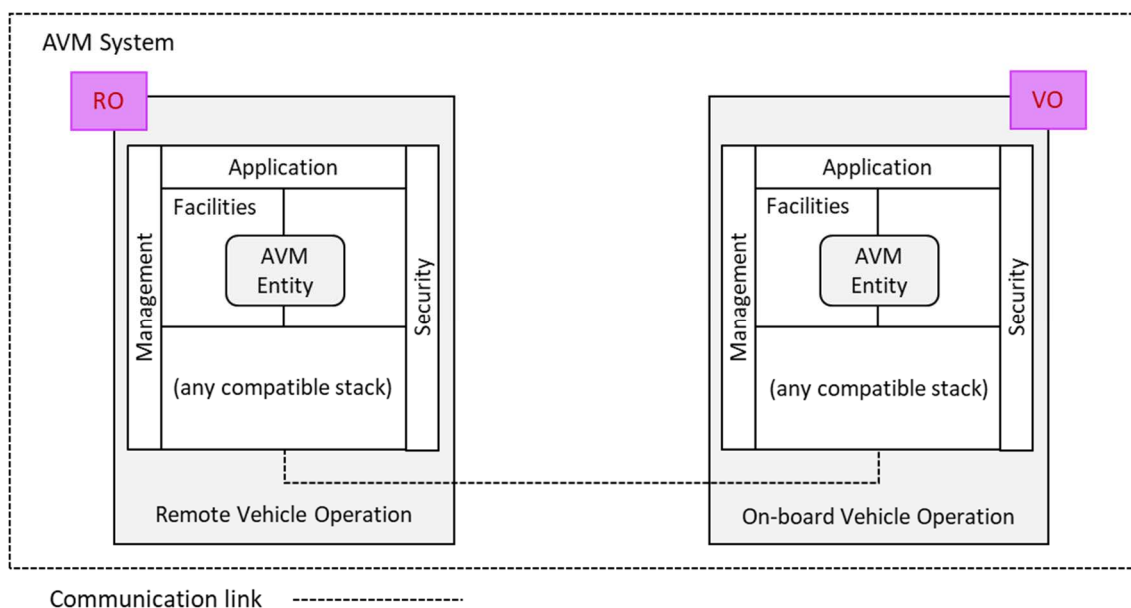 AVM System
RO
Management
Application
Facilities
AVM
Entity
(any compatible stack)
Security
Remote Vehicle Operation
VO
Management
Application
Facilities
AVM
Entity
(any compatible stack)
Security
On-board Vehicle Operation
Communication link